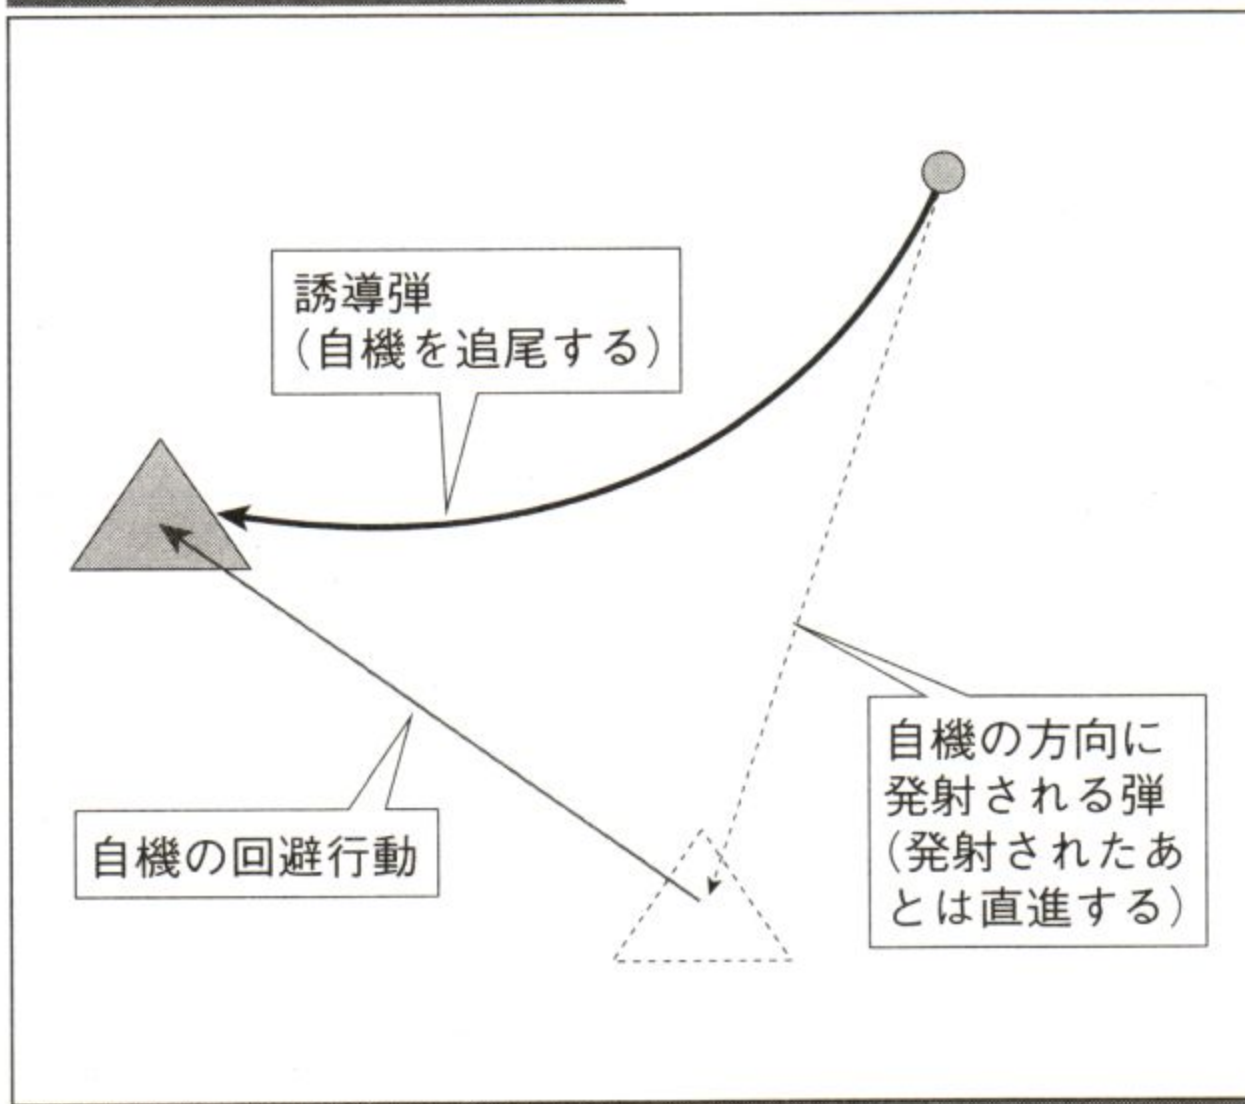 誘導弾
（自機を追尾する）
自機の方向に
発射される弾
（発射されたあ
とは直進する）
自機の回避行動